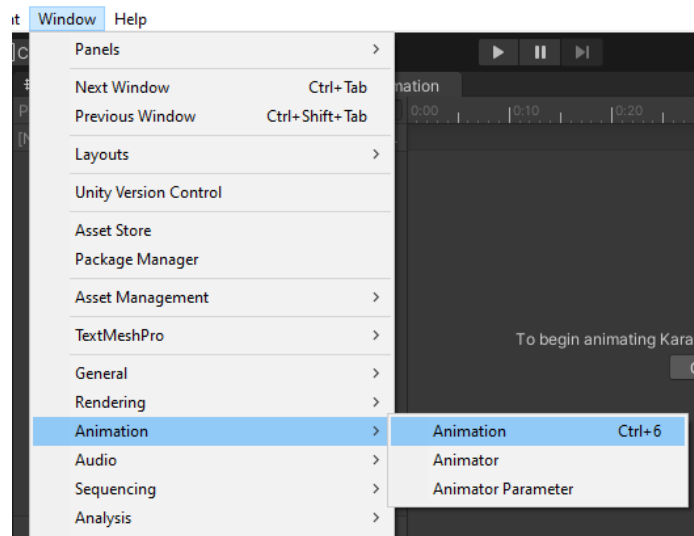 Window Help
Panels
Next Window Ctrl+Tab
Previous Window Ctrl+Shift+Tab
Layouts
Unity Version Control
Asset Store
Package Manager
Asset Management
TextMeshPro
General
Rendering
Animation
Audio
Sequencing
Analysis
Animation Ctrl+6
Animator
Animator Parameter
mation
0:00 0:10 0:20
To begin animating Kara